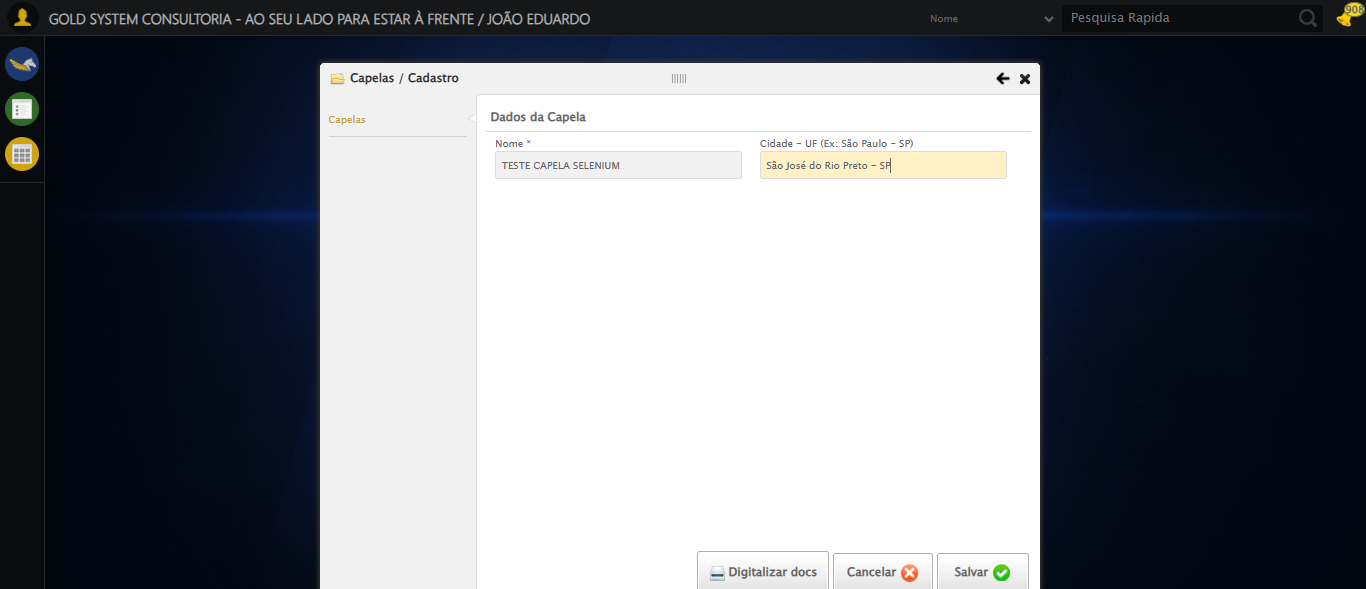 GOLD SYSTEM CONSULTORIA - AO SEU LADO PARA ESTAR À FRENTE / JOÃO EDUARDO
Nome
Pesquisa Rapida
908
Capelas / Cadastro
Capelas
Dados da Capela
Nome *
Cidade - UF (Ex: São Paulo - SP)
TESTE CAPELA SELENIUM
São José do Rio Preto - SP
Digitalizar docs
Cancelar
Salvar